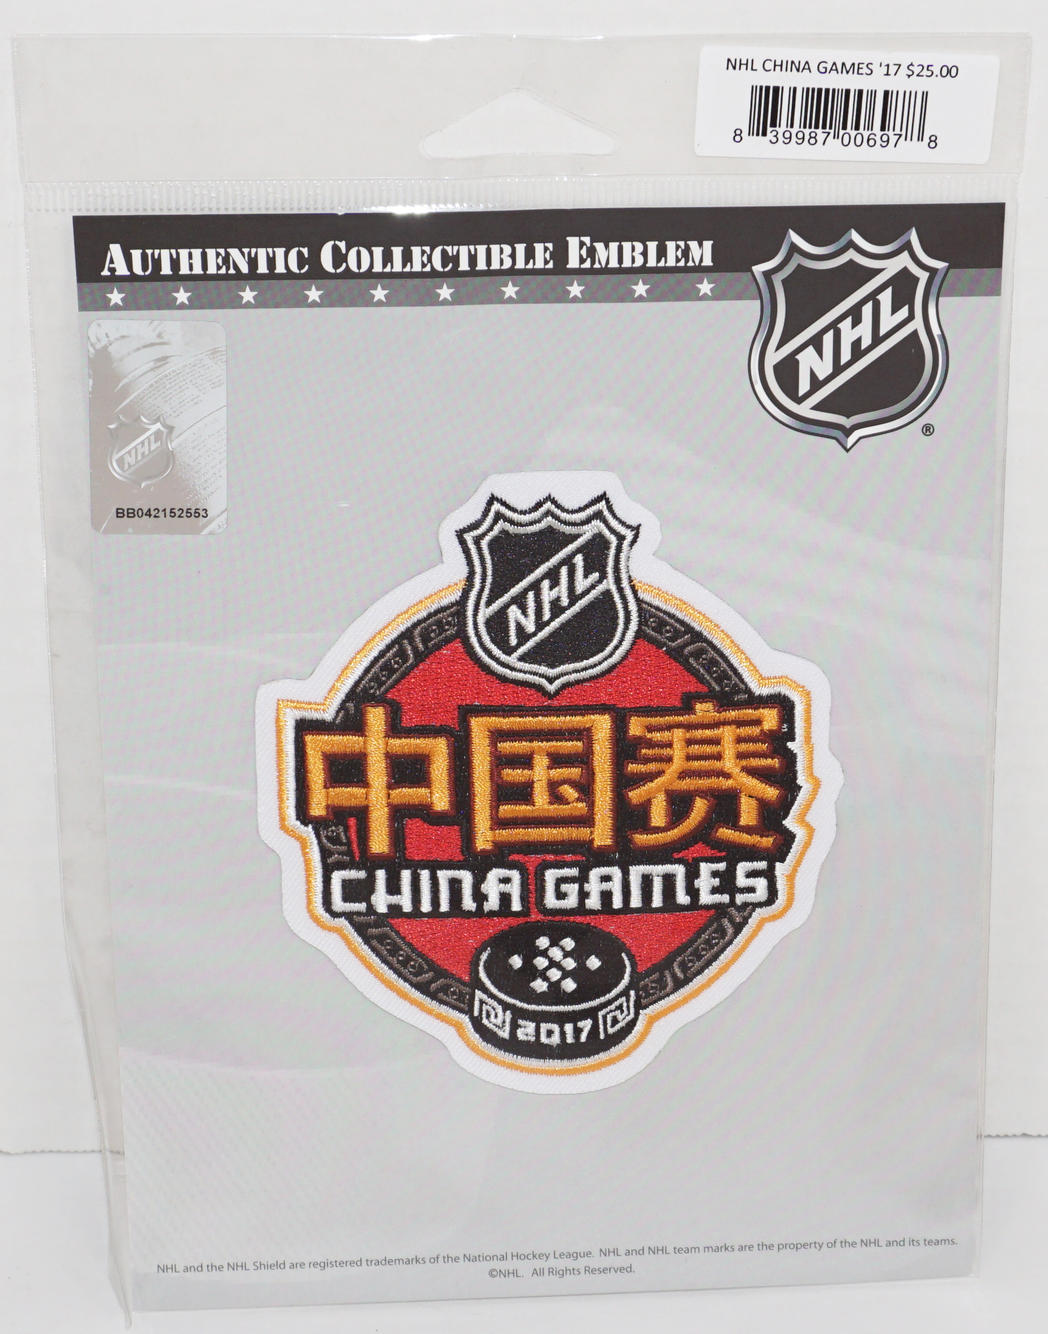 NHL CHINA GAMES '17 $25.00
8 39987 00697 8
AUTHENTIC COLLECTIBLE EMBLEM
NHL
®
NHL
BB042152553
NHL
中国赛
CHINA GAMES
2017
NHL and the NHL Shield are registered trademarks of the National Hockey League. NHL and NHL team marks are the property of the NHL and its teams.
©NHL. All Rights Reserved.